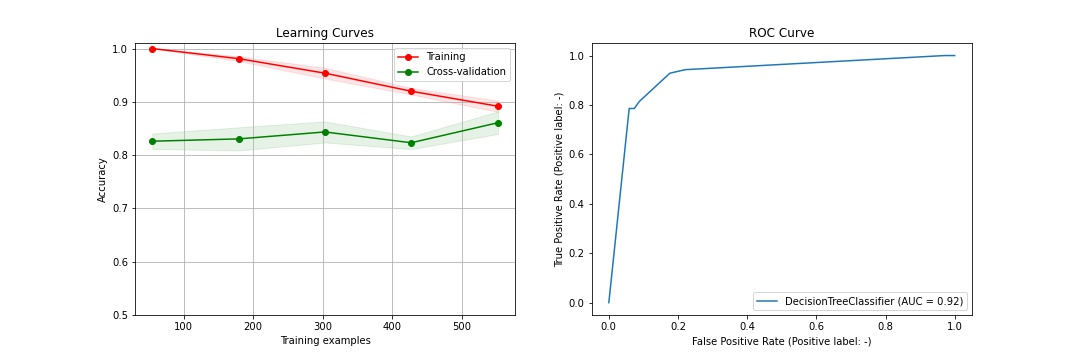 Learning Curves
1.0
0.9
0.8
0.7
0.6
0.5
Accuracy
100
200
300
400
500
Training examples
Training
Cross-validation
ROC Curve
1.0
0.8
0.6
0.4
0.2
0.0
True Positive Rate (Positive label: -)
0.0
0.2
0.4
0.6
0.8
1.0
False Positive Rate (Positive label: -)
DecisionTreeClassifier (AUC = 0.92)